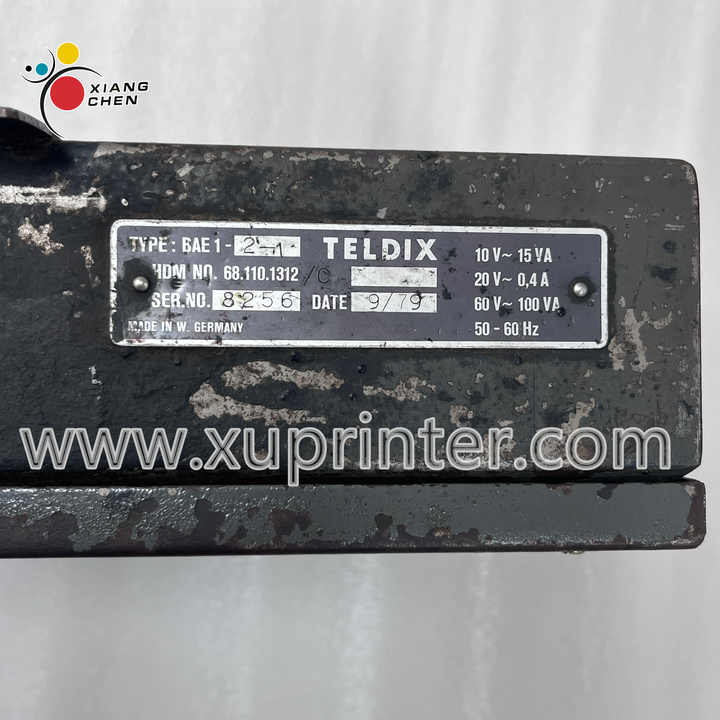 XIANG
CHEN
TYPE: BAE 1 - 2-1 TELDIX
HDM NO. 68.110.1312 /C
SER.NO. 8256 DATE 9/79
MADE IN W. GERMANY
10 V~ 15 VA
20 V~ 0,4 A
60 V~ 100 VA
50 - 60 Hz
www.xuprinter.com